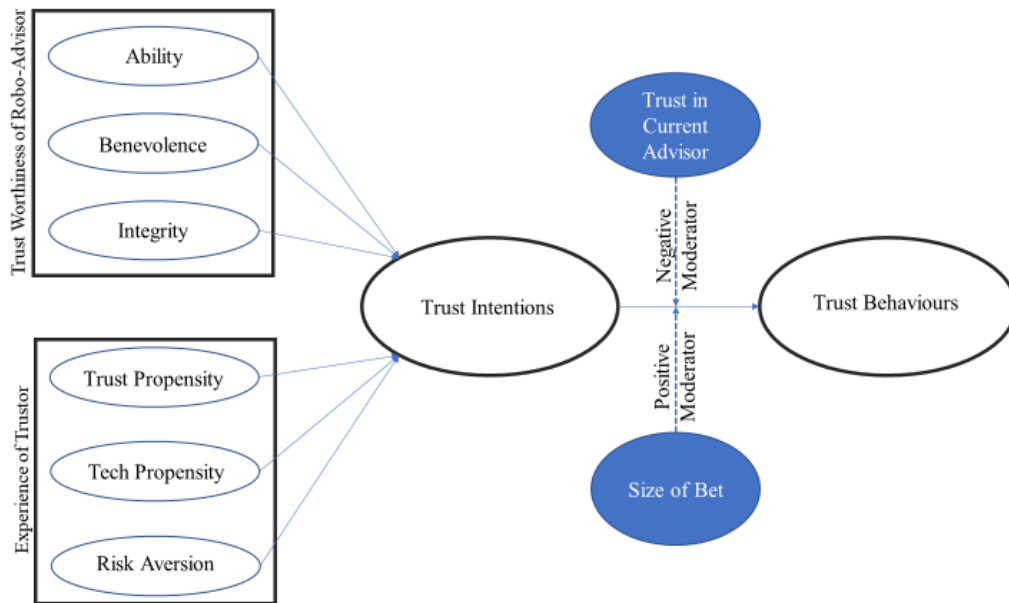 Trust Worthiness of Robo-Advisor
Ability
Benevolence
Integrity
Experience of Trustor
Trust Propensity
Tech Propensity
Risk Aversion
Trust Intentions
Trust in
Current
Advisor
Negative
Moderator
Positive
Moderator
Size of Bet
Trust Behaviours